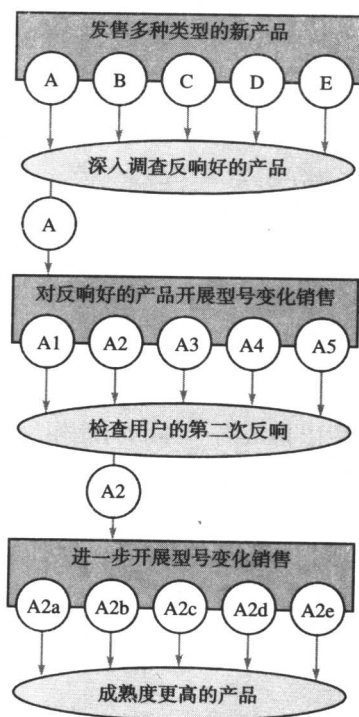 发售多种类型的新产品
A B C D E
深入调查反响好的产品
A
对反响好的产品开展型号变化销售
A1 A2 A3 A4 A5
检查用户的第二次反响
A2
进一步开展型号变化销售
A2a A2b A2c A2d A2e
成熟度更高的产品